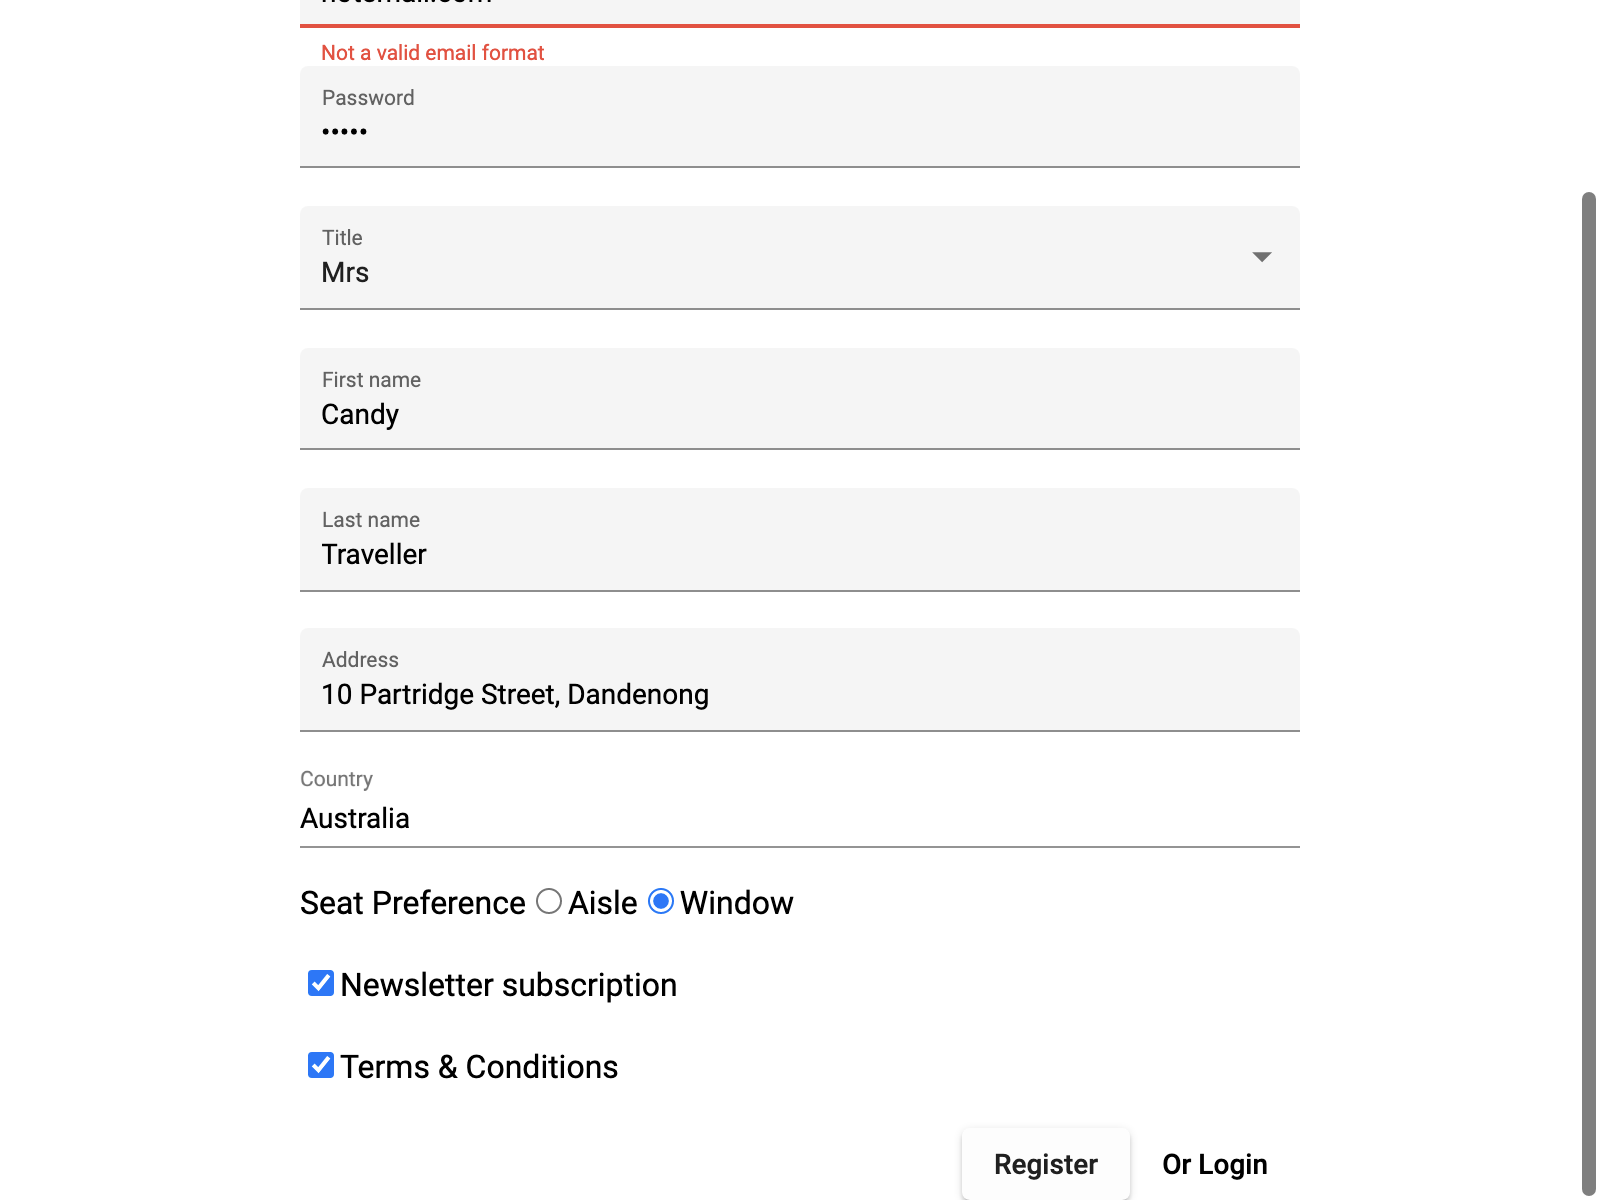 Not a valid email format
Password
•••••
Title
Mrs
First name
Candy
Last name
Traveller
Address
10 Partridge Street, Dandenong
Country
Australia
Seat Preference Aisle Window
Newsletter subscription
Terms & Conditions
Register Or Login